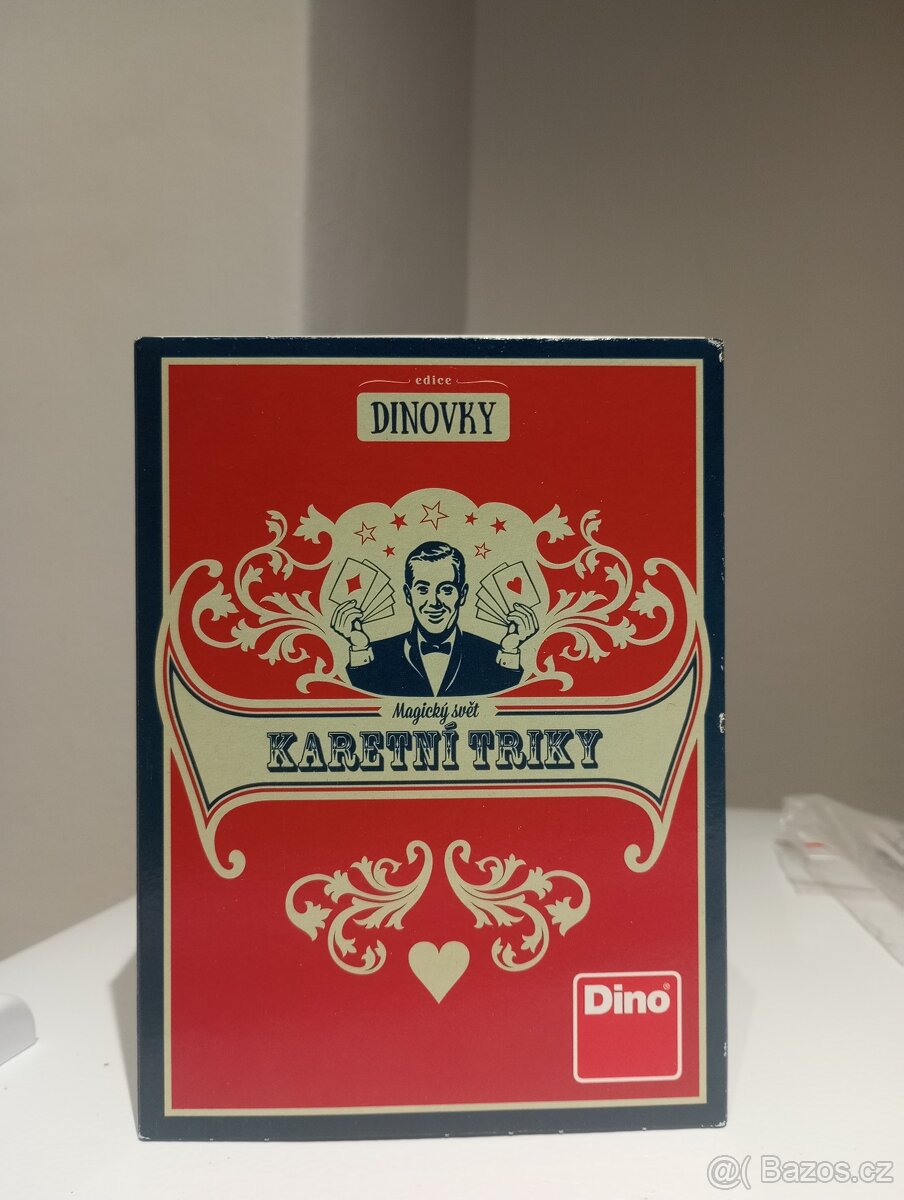 edice
DINOVKY
Magický svět
KARETNÍ TRIKY
Dino®
@( Bazos.cz